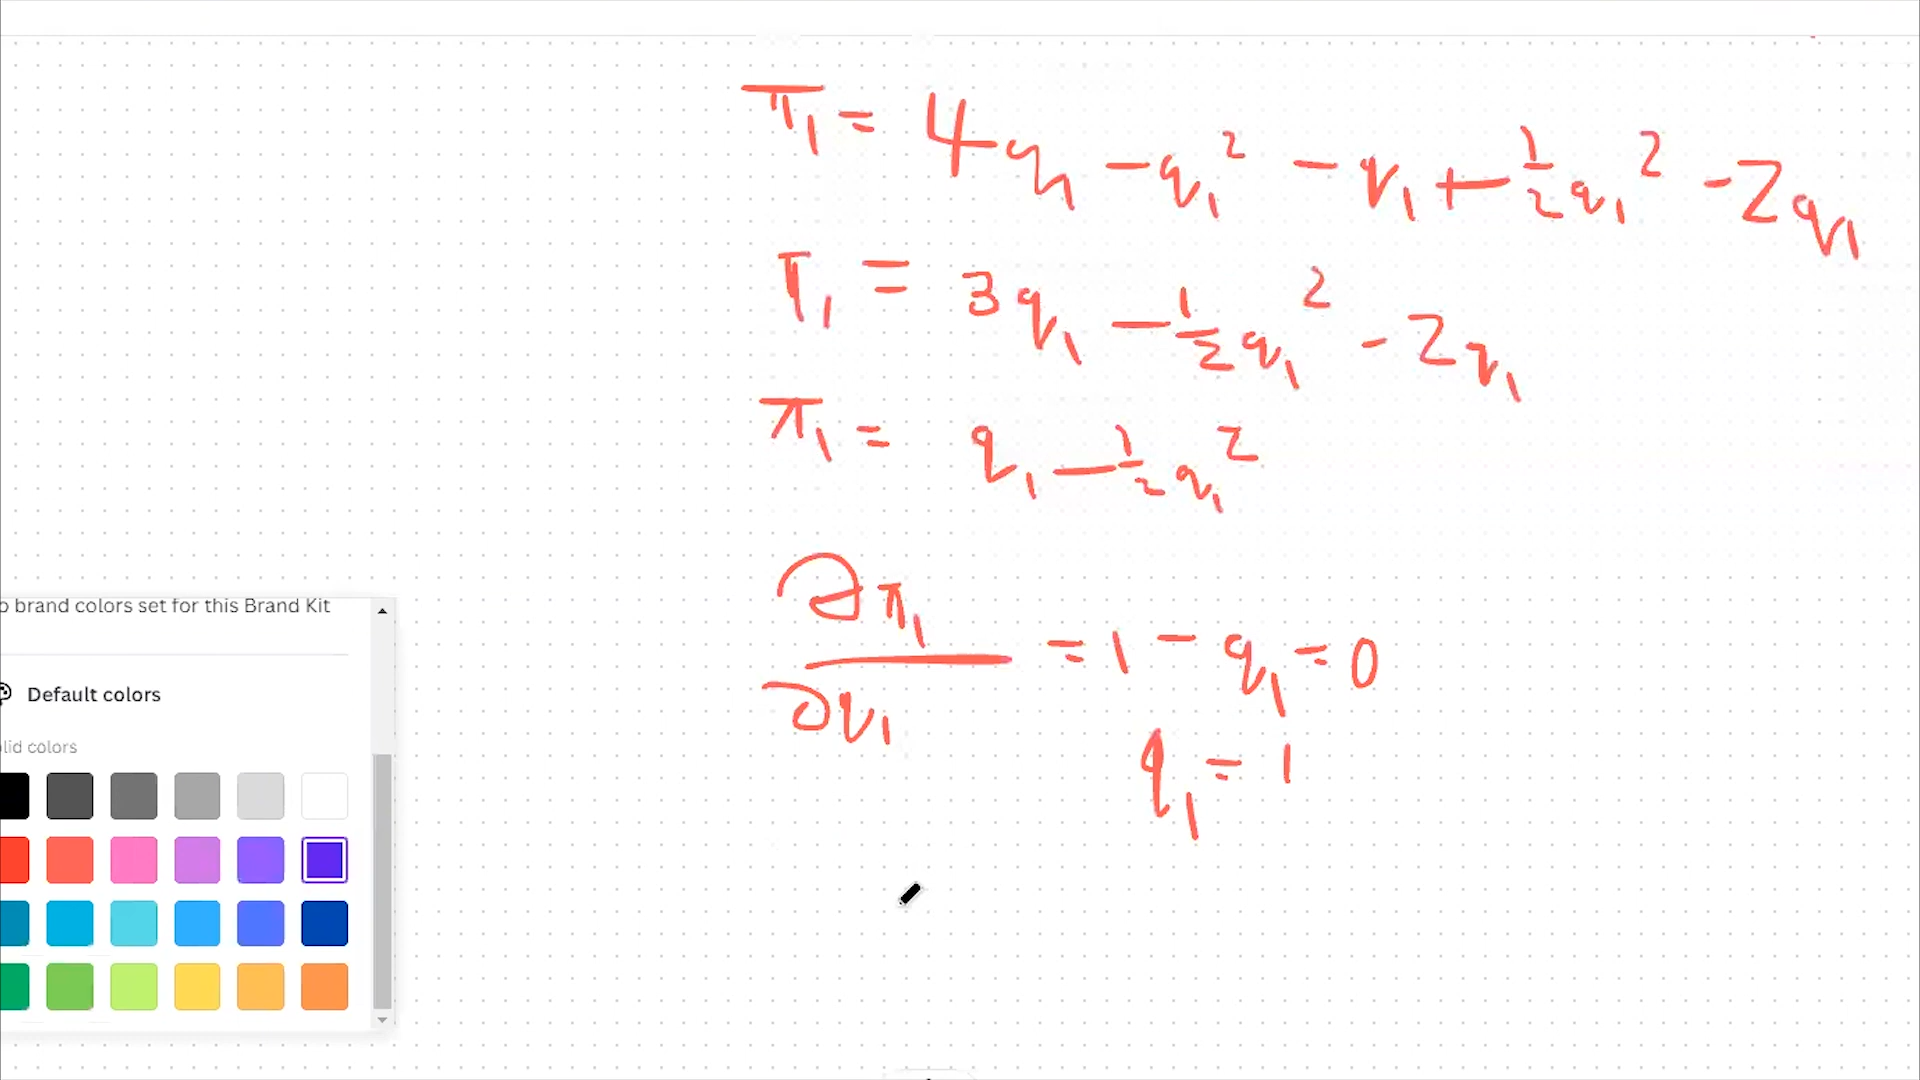 π₁ = 4q₁ − q₁² − q₁ + ½q₁² − 2q₁
π₁ = 3q₁ − ½q₁² − 2q₁
π₁ = q₁ − ½q₁²
∂π₁/∂q₁ = 1 − q₁ = 0
q₁ = 1
o brand colors set for this Brand Kit
Default colors
lid colors